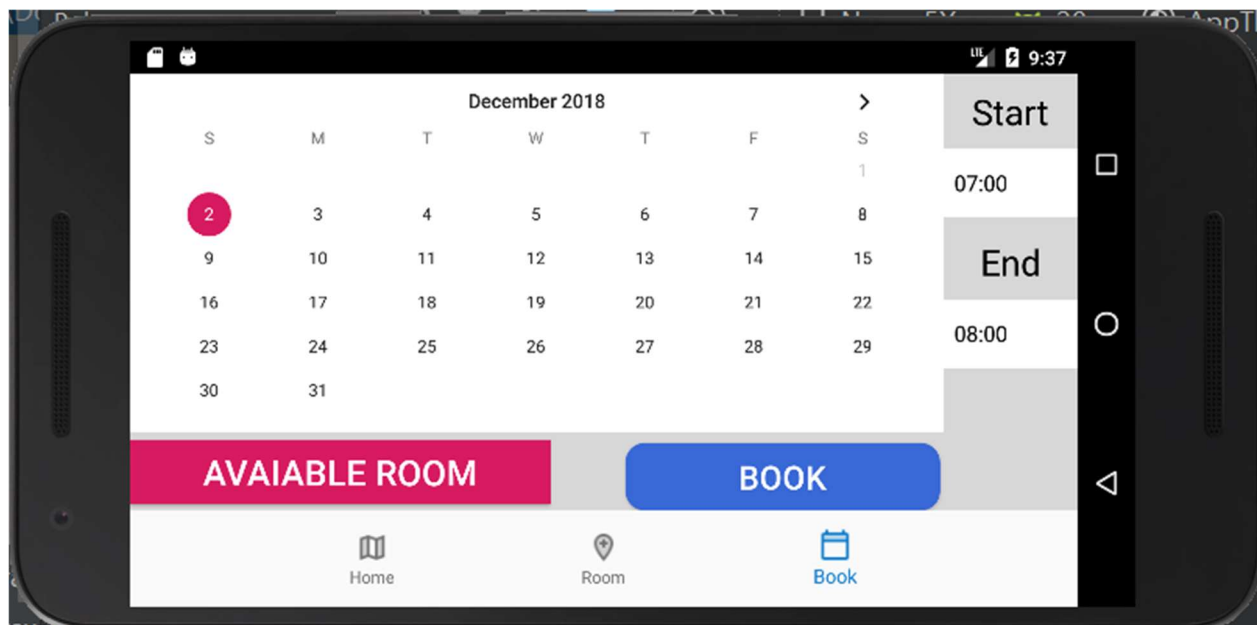 LTE 9:37
December 2018
S M T W T F S
1
2 3 4 5 6 7 8
9 10 11 12 13 14 15
16 17 18 19 20 21 22
23 24 25 26 27 28 29
30 31
Start
07:00
End
08:00
AVAIABLE ROOM
BOOK
Home Room Book